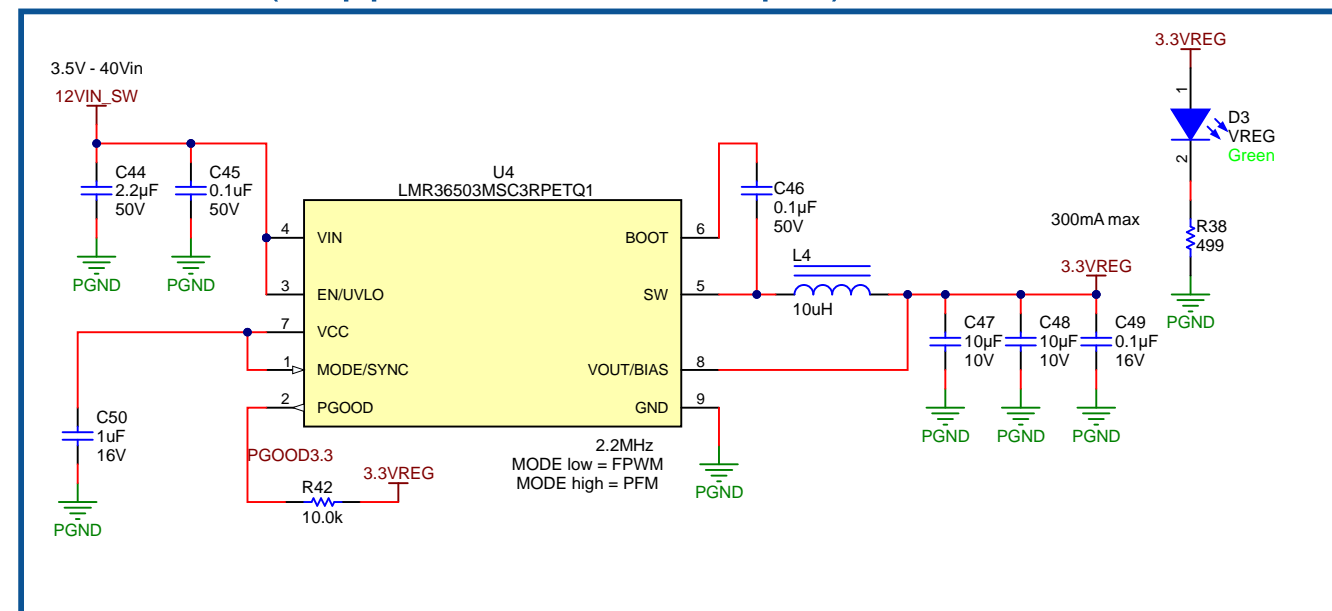 3.5V - 40Vin
12VIN_SW
C44
2.2µF
50V
C45
0.1uF
50V
PGND
PGND
U4
LMR36503MSC3RPETQ1
4
VIN
3
EN/UVLO
7
VCC
1
MODE/SYNC
2
PGOOD
BOOT
6
SW
5
VOUT/BIAS
8
GND
9
C50
1uF
16V
PGND
PGOOD3.3
R42
10.0k
3.3VREG
2.2MHz
MODE low = FPWM
MODE high = PFM
PGND
C46
0.1µF
50V
L4
10uH
300mA max
3.3VREG
C47
10µF
10V
C48
10µF
10V
C49
0.1µF
16V
PGND
PGND
PGND
3.3VREG
1
D3
VREG
Green
2
R38
499
PGND